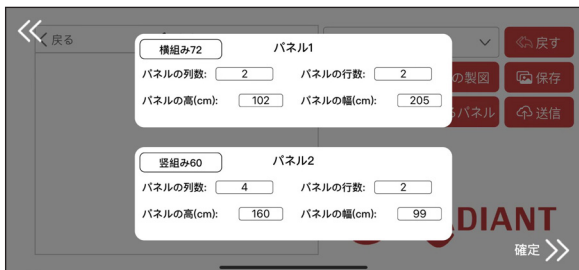 戻る
戻す
の製図
保存
パネル
送信
横組み72
パネル1
パネルの列数: 2 パネルの行数: 2
パネルの高(cm): 102 パネルの幅(cm): 205
竖組み60
パネル2
パネルの列数: 4 パネルの行数: 2
パネルの高(cm): 160 パネルの幅(cm): 99
DIANT
確定